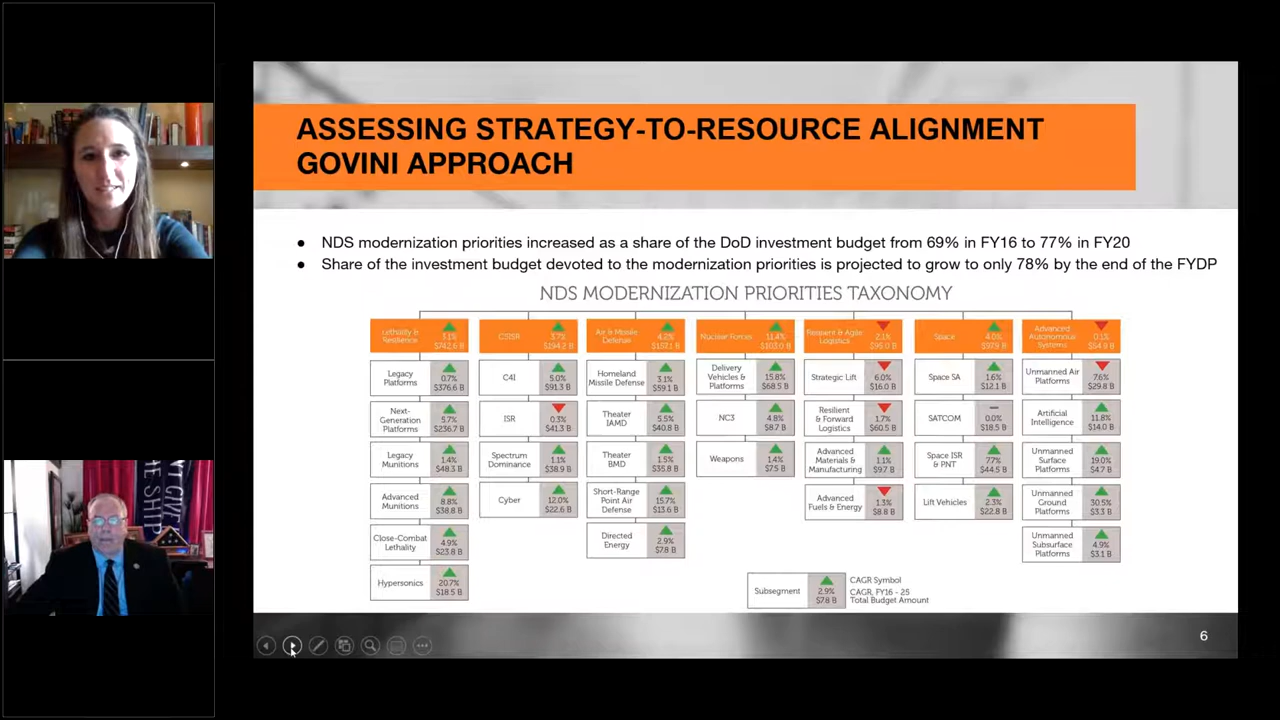 ASSESSING STRATEGY-TO-RESOURCE ALIGNMENT
GOVINI APPROACH
● NDS modernization priorities increased as a share of the DoD investment budget from 69% in FY16 to 77% in FY20
● Share of the investment budget devoted to the modernization priorities is projected to grow to only 78% by the end of the FYDP
NDS MODERNIZATION PRIORITIES TAXONOMY
Lethality &
Resilience
3.1%
$742.6 B
Legacy
Platforms
0.7%
$376.6 B
Next-
Generation
Platforms
5.7%
$236.7 B
Legacy
Munitions
1.4%
$48.3 B
Advanced
Munitions
8.8%
$38.8 B
Close-Combat
Lethality
4.9%
$23.8 B
Hypersonics
20.7%
$18.5 B
C5ISR
3.7%
$194.2 B
C4I
5.0%
$91.3 B
ISR
0.3%
$41.3 B
Spectrum
Dominance
1.1%
$38.9 B
Cyber
12.0%
$22.6 B
Air & Missile
Defense
4.2%
$157.1 B
Homeland
Missile Defense
3.1%
$59.1 B
Theater
IAMD
5.5%
$40.8 B
Theater
BMD
1.5%
$35.8 B
Short-Range
Point Air
Defense
15.7%
$13.6 B
Directed
Energy
2.9%
$7.8 B
Nuclear Forces
11.4%
$103.0 B
Delivery
Vehicles &
Platforms
15.8%
$68.5 B
NC3
4.8%
$8.7 B
Weapons
1.4%
$7.5 B
Resilient & Agile
Logistics
2.1%
$95.0 B
Strategic Lift
6.0%
$16.0 B
Resilient
& Forward
Logistics
1.7%
$60.5 B
Advanced
Materials &
Manufacturing
1.1%
$9.7 B
Advanced
Fuels & Energy
1.3%
$8.8 B
Space
4.0%
$97.9 B
Space SA
1.6%
$12.1 B
SATCOM
0.0%
$18.5 B
Space ISR
& PNT
77%
$44.5 B
Lift Vehicles
2.3%
$22.8 B
Advanced
Autonomous
Systems
0.1%
$54.9 B
Unmanned Air
Platforms
7.6%
$29.8 B
Artificial
Intelligence
11.8%
$14.0 B
Unmanned
Surface
Platforms
19.0%
$4.7 B
Unmanned
Ground
Platforms
30.5%
$3.3 B
Unmanned
Subsurface
Platforms
4.9%
$3.1 B
Subsegment
2.9%
$7.8 B
CAGR Symbol
CAGR, FY16 - 25
Total Budget Amount
6
THE SHIP